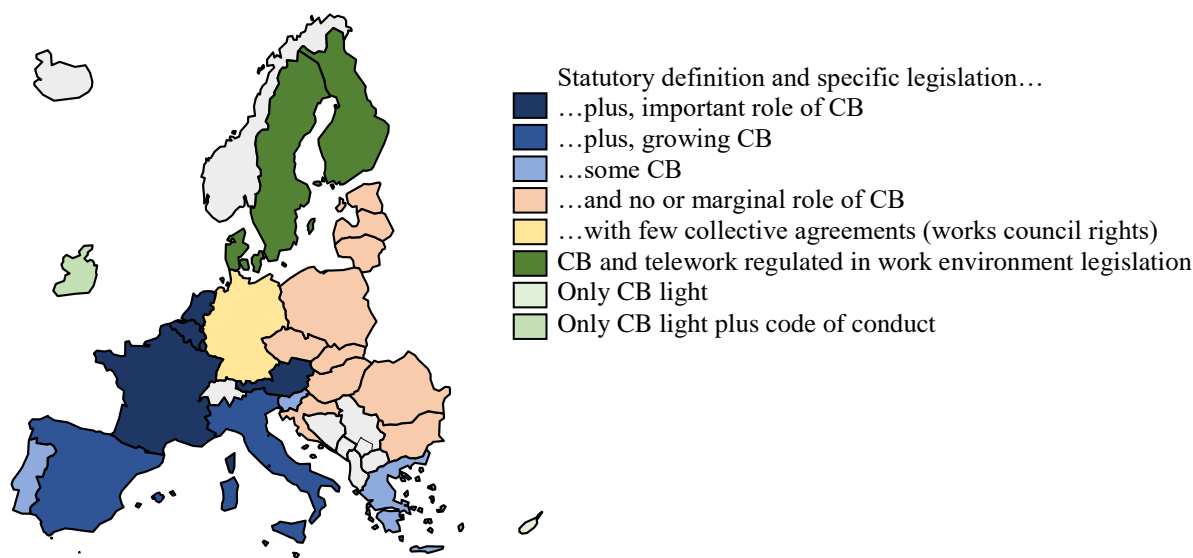 Statutory definition and specific legislation…
…plus, important role of CB
…plus, growing CB
…some CB
…and no or marginal role of CB
…with few collective agreements (works council rights)
CB and telework regulated in work environment legislation
Only CB light
Only CB light plus code of conduct